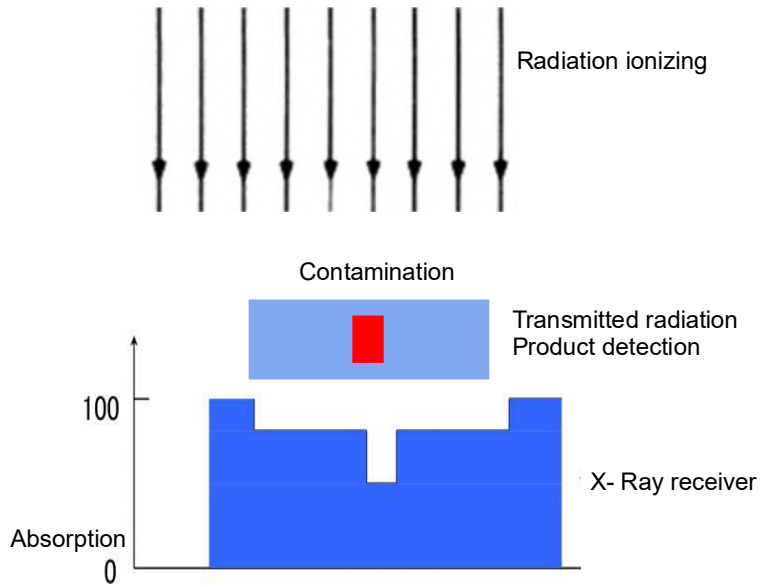 Radiation ionizing
Contamination
Transmitted radiation
Product detection
100
X- Ray receiver
Absorption
0